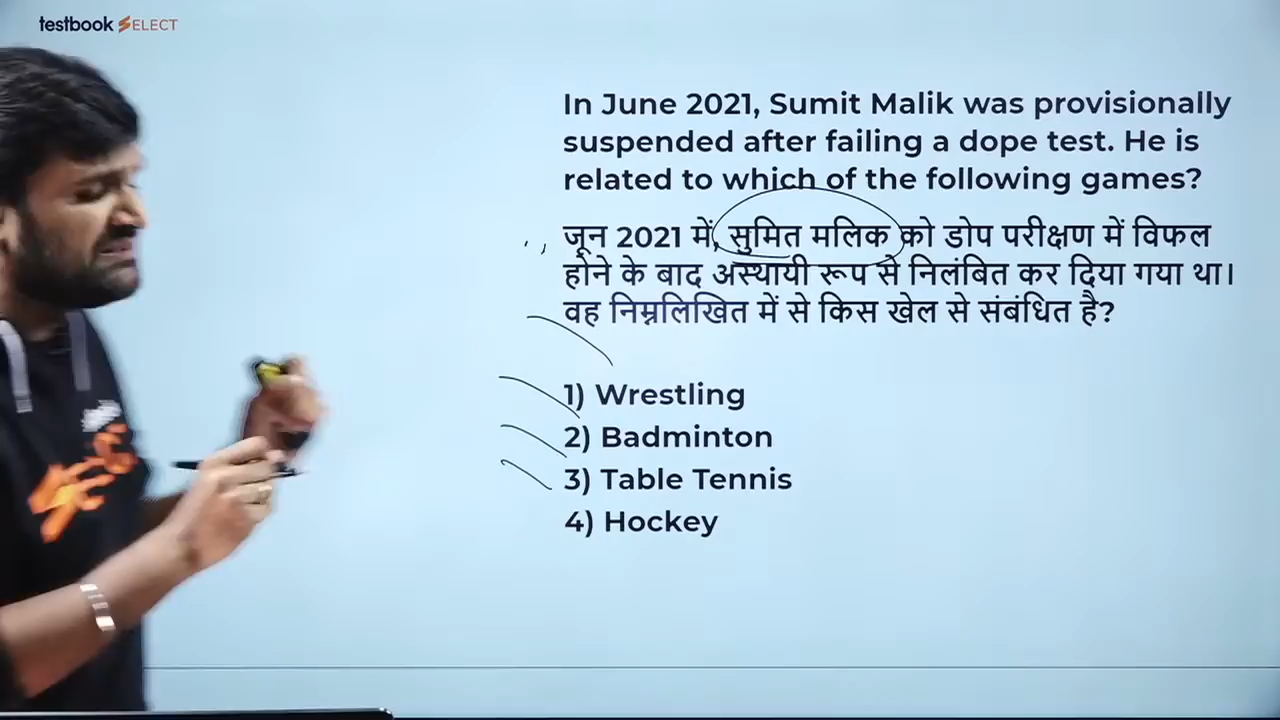 testbook SELECT
In June 2021, Sumit Malik was provisionally
suspended after failing a dope test. He is
related to which of the following games?
जून 2021 में, सुमित मलिक को डोप परीक्षण में विफल
होने के बाद अस्थायी रूप से निलंबित कर दिया गया था।
वह निम्नलिखित में से किस खेल से संबंधित है?
1) Wrestling
2) Badminton
3) Table Tennis
4) Hockey